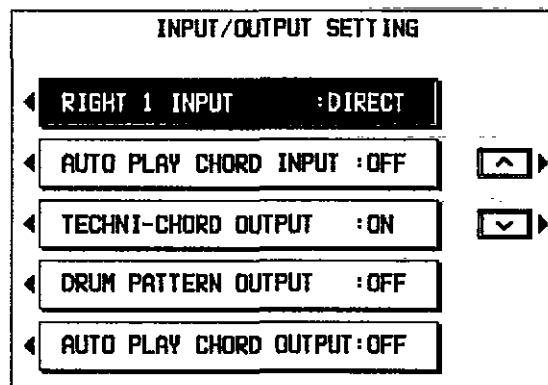 INPUT/OUTPUT SETTING
RIGHT 1 INPUT :DIRECT
AUTO PLAY CHORD INPUT :OFF
TECHNI-CHORD OUTPUT :ON
DRUM PATTERN OUTPUT :OFF
AUTO PLAY CHORD OUTPUT:OFF